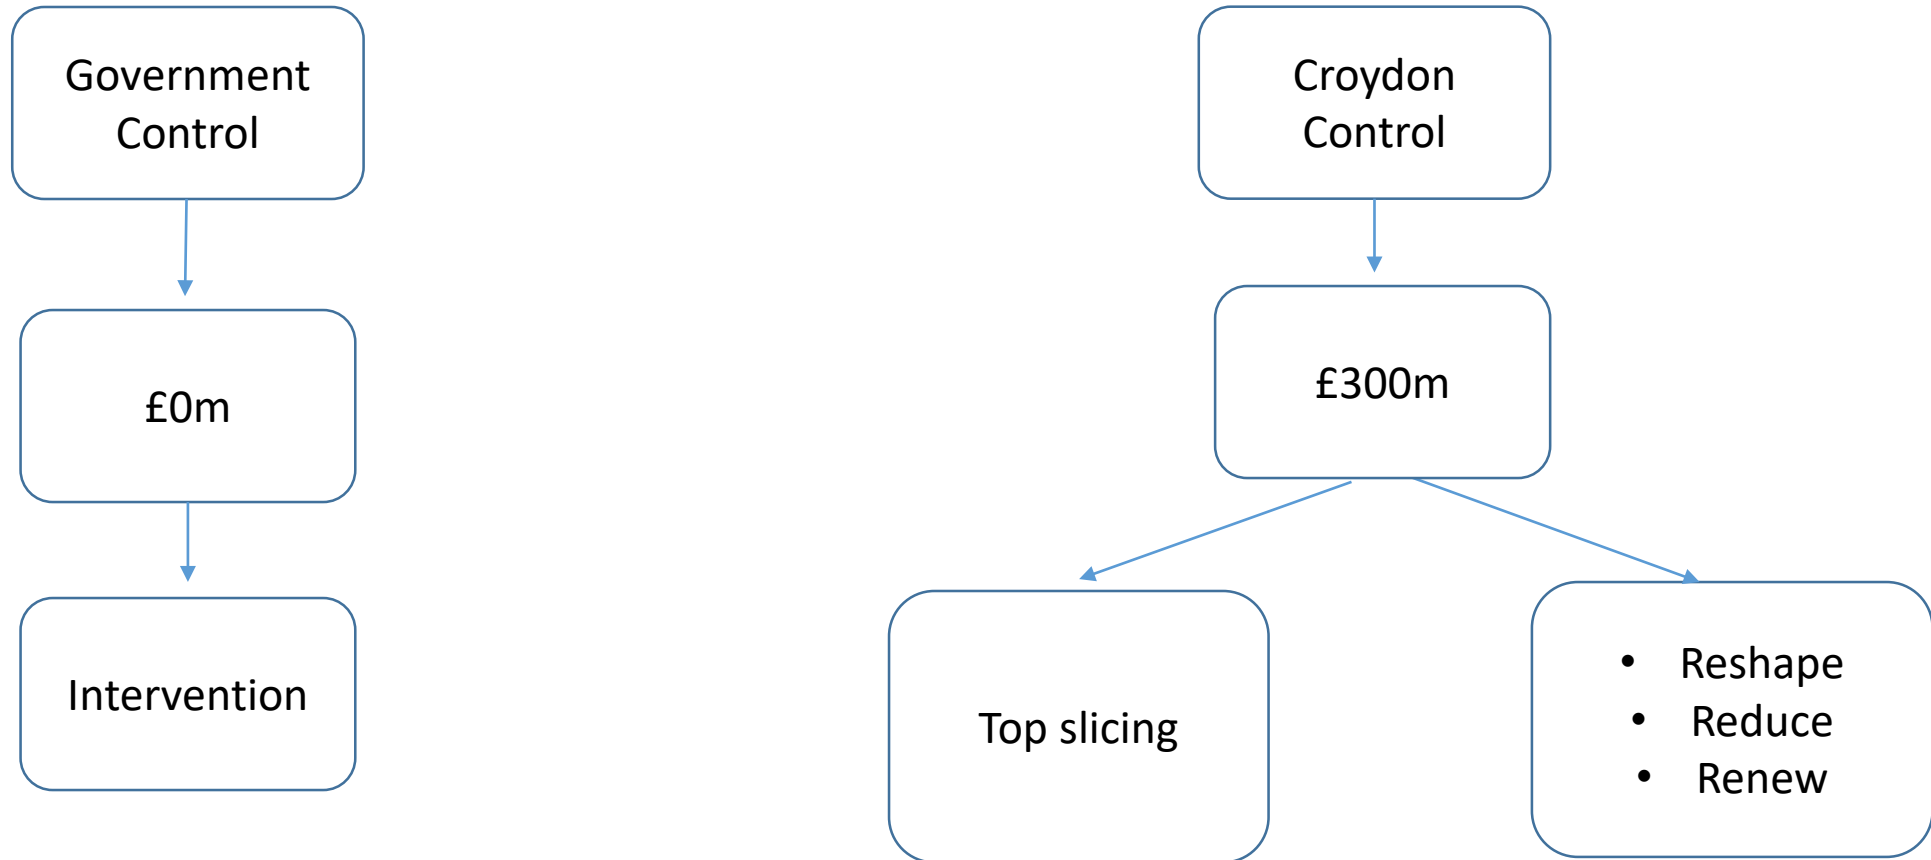 Government
Control
£0m
Intervention
Croydon
Control
£300m
Top slicing
• Reshape
• Reduce
• Renew